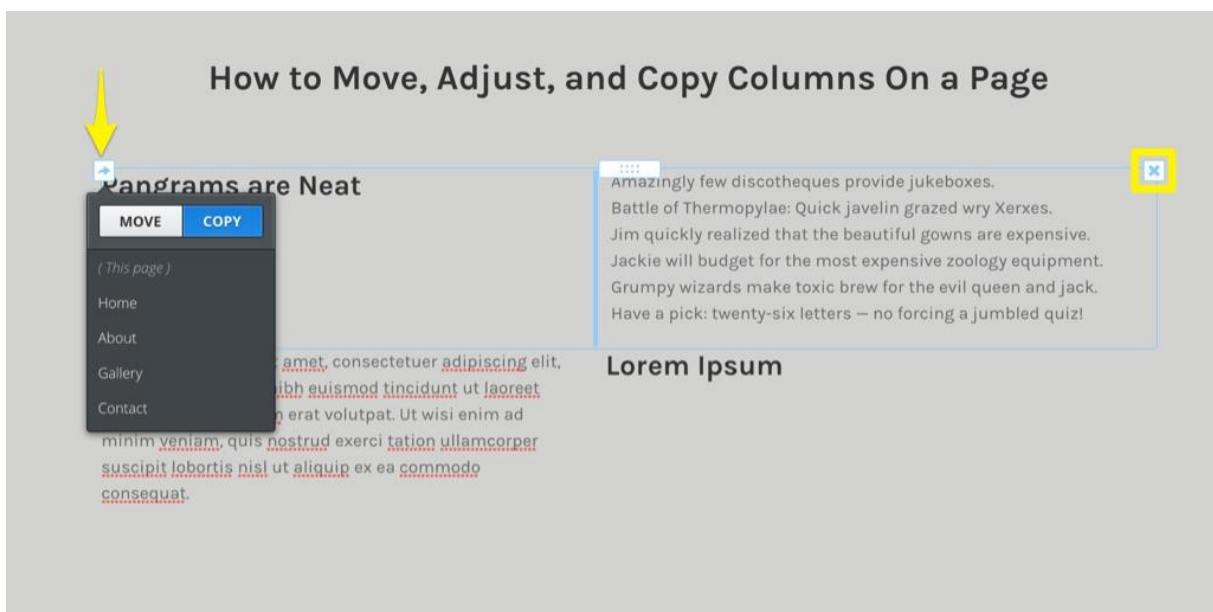 How to Move, Adjust, and Copy Columns On a Page
Pangrams are Neat
MOVE COPY
( This page )
Home
About
Gallery
Contact
Amazingly few discotheques provide jukeboxes.
Battle of Thermopylae: Quick javelin grazed wry Xerxes.
Jim quickly realized that the beautiful gowns are expensive.
Jackie will budget for the most expensive zoology equipment.
Grumpy wizards make toxic brew for the evil queen and jack.
Have a pick: twenty-six letters — no forcing a jumbled quiz!
amet, consectetuer adipiscing elit,
euismod tincidunt ut laoreet
erat volutpat. Ut wisi enim ad
minim veniam, quis nostrud exerci tation ullamcorper
suscipit lobortis nisl ut aliquip ex ea commodo
consequat.
Lorem Ipsum